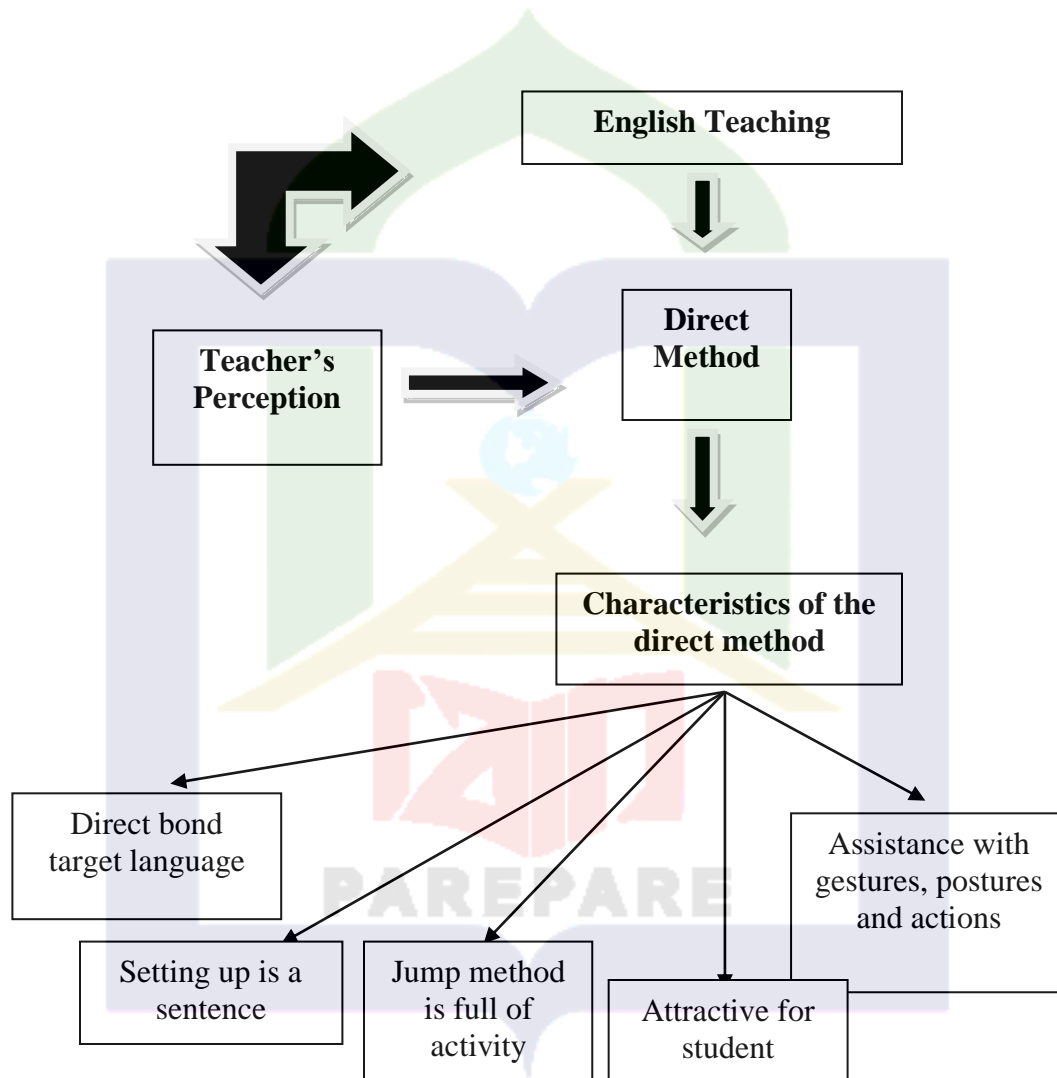 English Teaching
Direct
Method
Teacher's
Perception
Characteristics of the
direct method
Direct bond
target language
Assistance with
gestures, postures
and actions
Setting up is a
sentence
Jump method
is full of
activity
Attractive for
student
PAREPARE